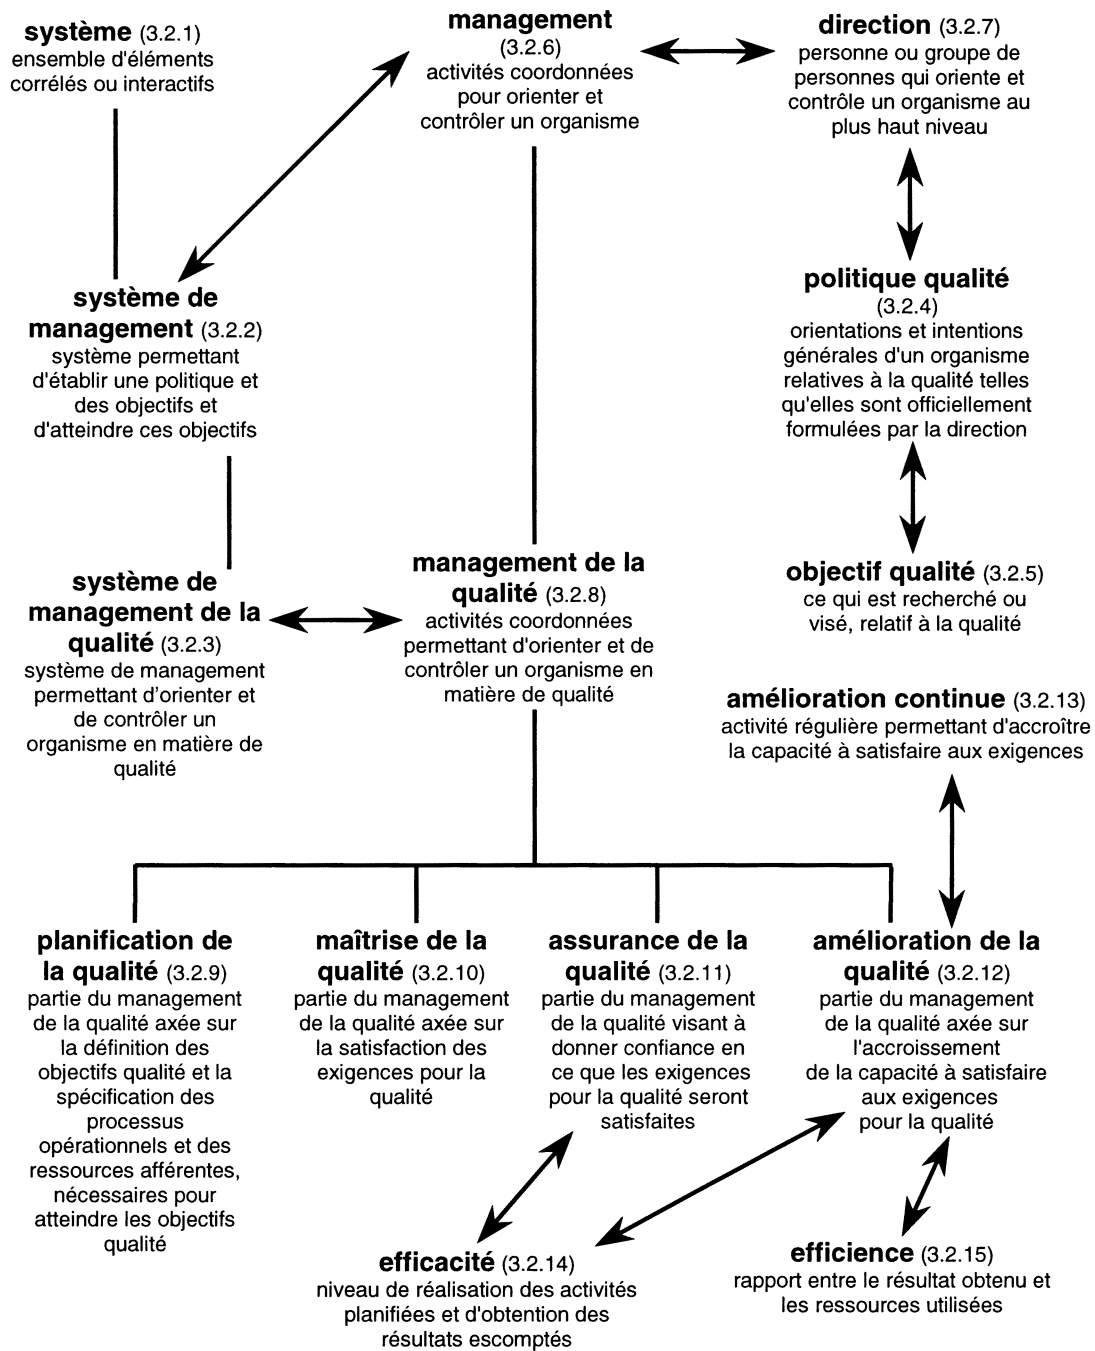 système (3.2.1)
ensemble d'éléments
corrélés ou interactifs
management
(3.2.6)
activités coordonnées
pour orienter et
contrôler un organisme
direction (3.2.7)
personne ou groupe de
personnes qui oriente et
contrôle un organisme au
plus haut niveau
système de
management (3.2.2)
système permettant
d'établir une politique et
des objectifs et
d'atteindre ces objectifs
politique qualité
(3.2.4)
orientations et intentions
générales d'un organisme
relatives à la qualité telles
qu'elles sont officiellement
formulées par la direction
système de
management de la
qualité (3.2.3)
système de management
permettant d'orienter et
de contrôler un
organisme en matière de
qualité
management de la
qualité (3.2.8)
activités coordonnées
permettant d'orienter et de
contrôler un organisme en
matière de qualité
objectif qualité (3.2.5)
ce qui est recherché ou
visé, relatif à la qualité
amélioration continue (3.2.13)
activité régulière permettant d'accroître
la capacité à satisfaire aux exigences
planification de
la qualité (3.2.9)
partie du management
de la qualité axée sur
la définition des
objectifs qualité et la
spécification des
processus
opérationnels et des
ressources afférentes,
nécessaires pour
atteindre les objectifs
qualité
maîtrise de la
qualité (3.2.10)
partie du management
de la qualité axée sur
la satisfaction des
exigences pour la
qualité
assurance de la
qualité (3.2.11)
partie du management
de la qualité visant à
donner confiance en
ce que les exigences
pour la qualité seront
satisfaites
amélioration de la
qualité (3.2.12)
partie du management
de la qualité axée sur
l'accroissement
de la capacité à satisfaire
aux exigences
pour la qualité
efficacité (3.2.14)
niveau de réalisation des activités
planifiées et d'obtention des
résultats escomptés
efficience (3.2.15)
rapport entre le résultat obtenu et
les ressources utilisées